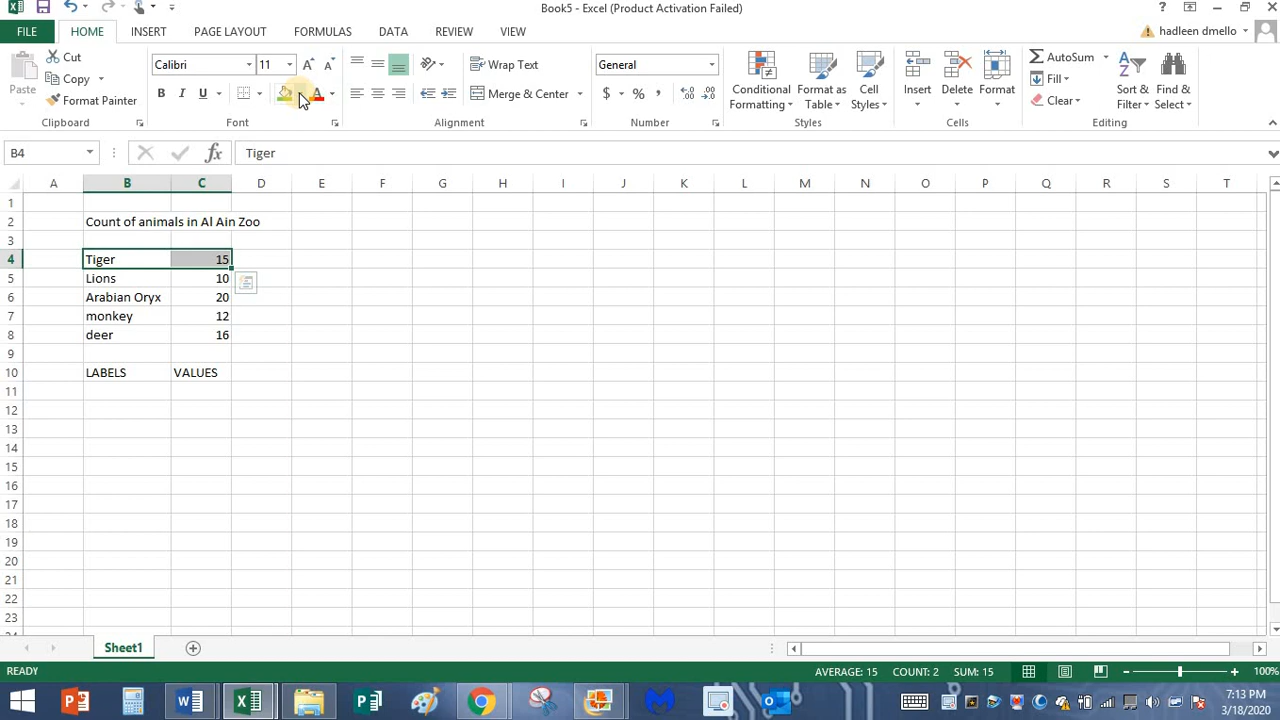 Book5 - Excel (Product Activation Failed)
FILE HOME INSERT PAGE LAYOUT FORMULAS DATA REVIEW VIEW hadleen dmello
Paste Cut Copy Format Painter
Calibri 11 B I U A
Wrap Text Merge & Center
General $ % ,
Conditional Formatting Format as Table Cell Styles
Insert Delete Format
AutoSum Fill Clear Sort & Filter Find & Select
Clipboard Font Alignment Number Styles Cells Editing
B4 fx Tiger
A B C D E F G H I J K L M N O P Q R S T
1
2 Count of animals in Al Ain Zoo
3
4 Tiger 15
5 Lions 10
6 Arabian Oryx 20
7 monkey 12
8 deer 16
9
10 LABELS VALUES
11
12
13
14
15
16
17
18
19
20
21
22
23
Sheet1
READY AVERAGE: 15 COUNT: 2 SUM: 15 100%
7:13 PM
3/18/2020